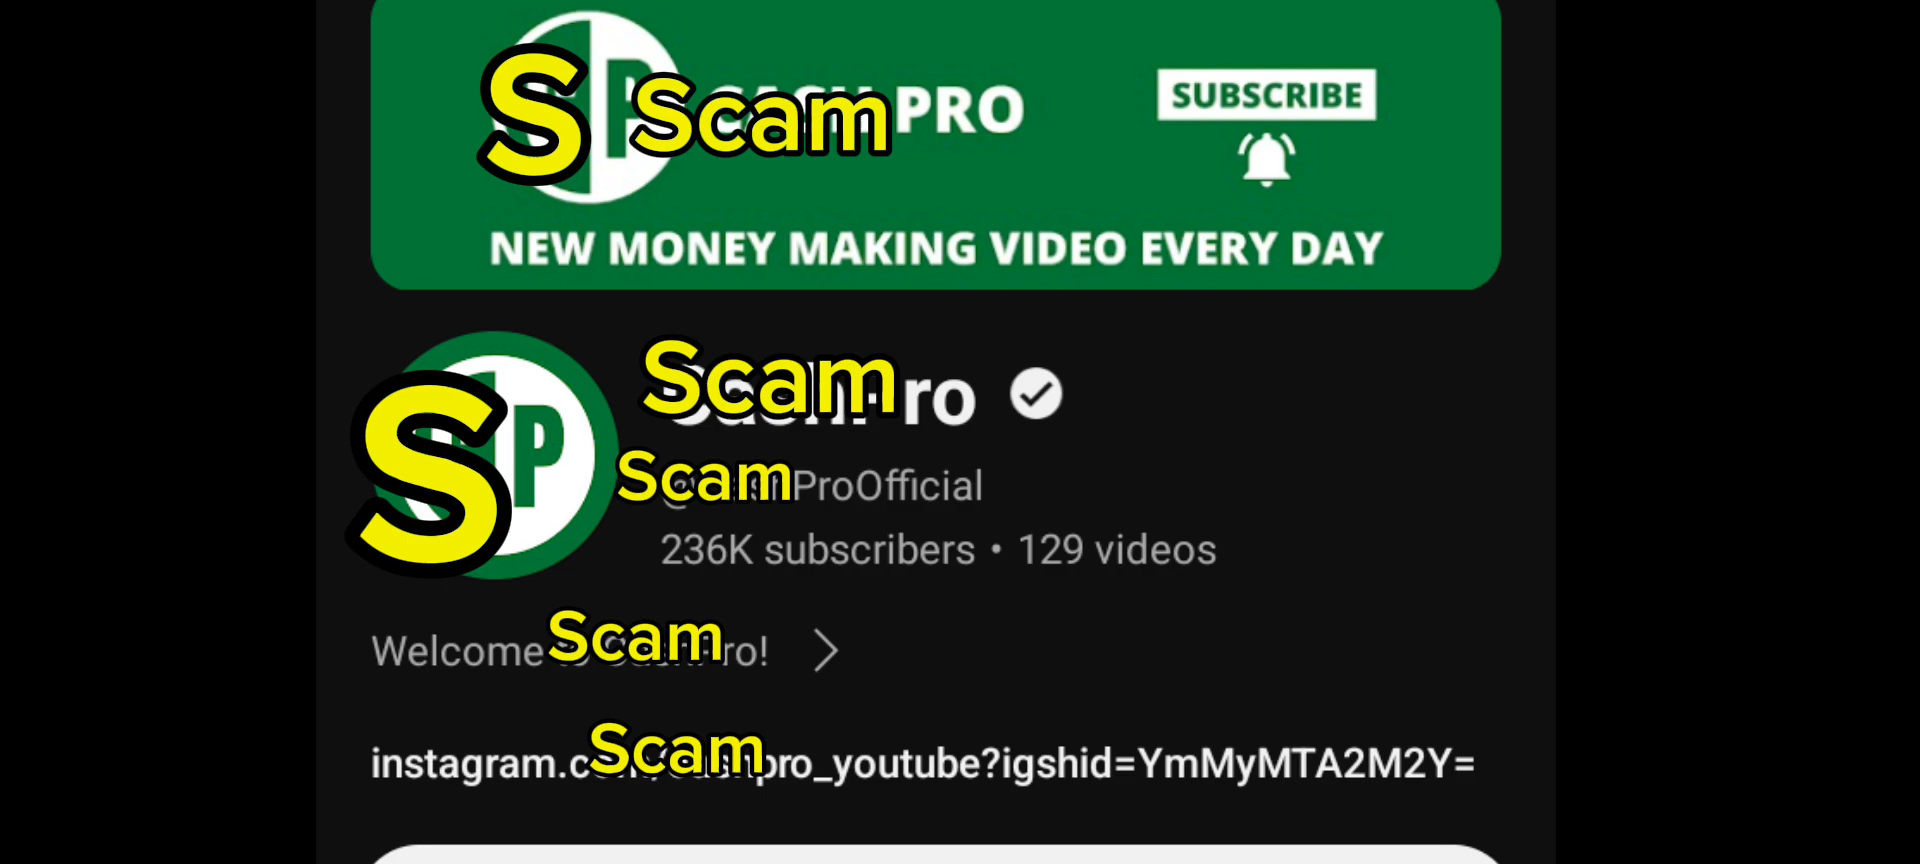 S P Scam PRO
SUBSCRIBE
NEW MONEY MAKING VIDEO EVERY DAY
S P Scam ro
Scam ProOfficial
236K subscribers • 129 videos
Welcome Scam ro!
instagram.c Scam pro_youtube?igshid=YmMyMTA2M2Y=